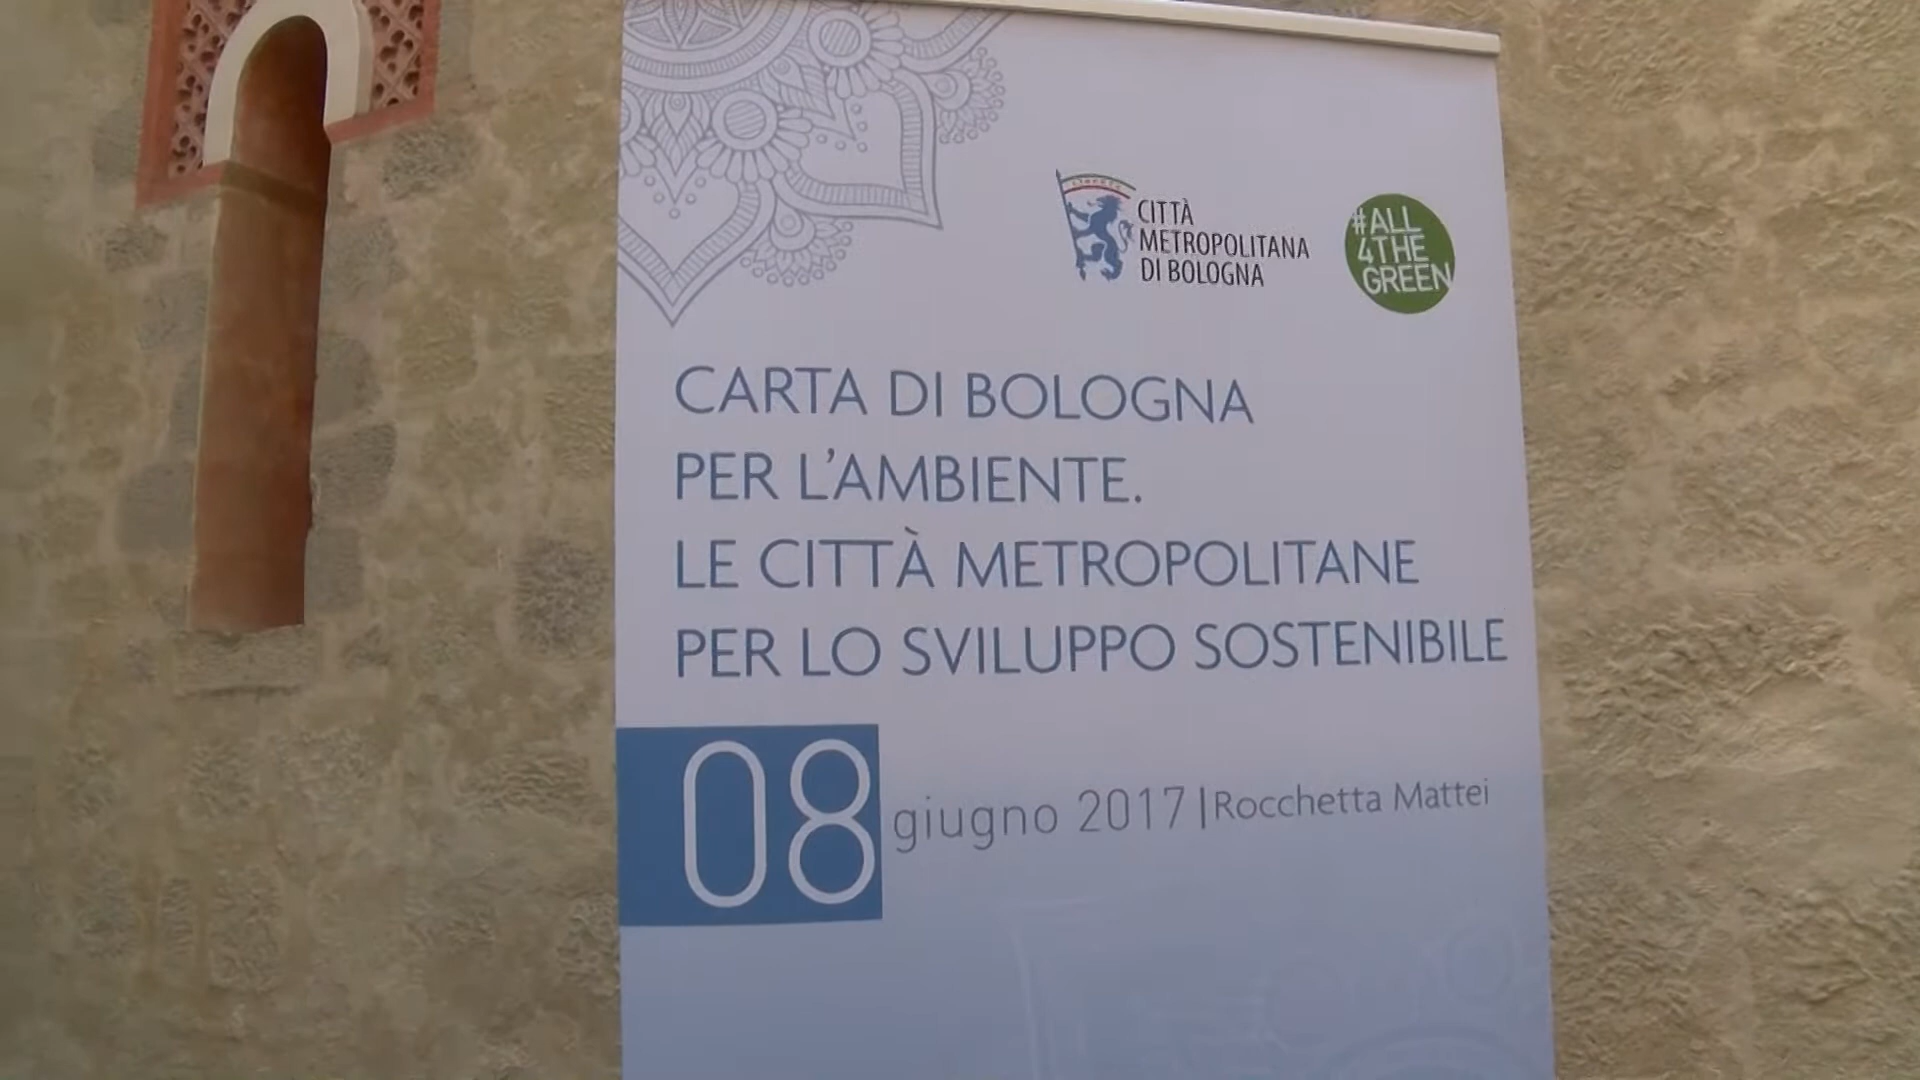 CITTÀ
METROPOLITANA
DI BOLOGNA
#ALL
4THE
GREEN
CARTA DI BOLOGNA
PER L'AMBIENTE.
LE CITTÀ METROPOLITANE
PER LO SVILUPPO SOSTENIBILE
08 giugno 2017 | Rocchetta Mattei